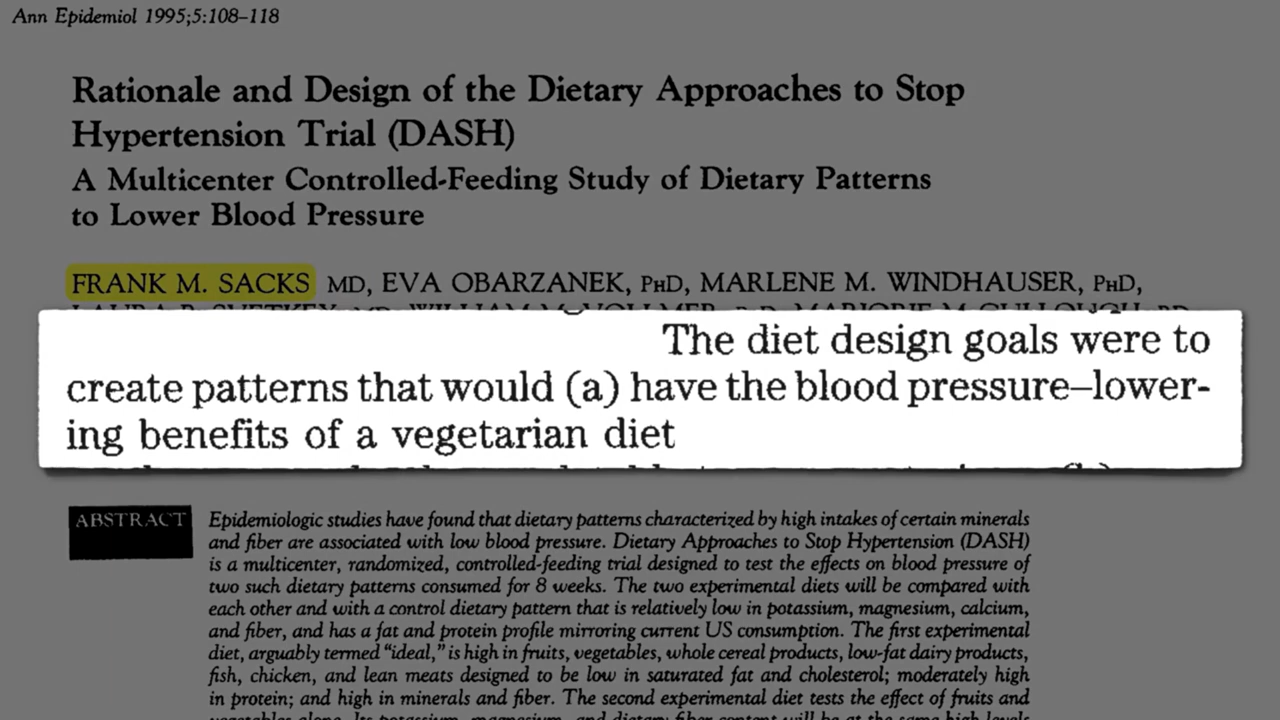 Ann Epidemiol 1995;5:108–118
Rationale and Design of the Dietary Approaches to Stop
Hypertension Trial (DASH)
A Multicenter Controlled-Feeding Study of Dietary Patterns
to Lower Blood Pressure
FRANK M. SACKS MD, EVA OBARZANEK, PHD, MARLENE M. WINDHAUSER, PHD,
The diet design goals were to
create patterns that would (a) have the blood pressure–lower-
ing benefits of a vegetarian diet
ABSTRACT
Epidemiologic studies have found that dietary patterns characterized by high intakes of certain minerals
and fiber are associated with low blood pressure. Dietary Approaches to Stop Hypertension (DASH)
is a multicenter, randomized, controlled-feeding trial designed to test the effects on blood pressure of
two such dietary patterns consumed for 8 weeks. The two experimental diets will be compared with
each other and with a control dietary pattern that is relatively low in potassium, magnesium, calcium,
and fiber, and has a fat and protein profile mirroring current US consumption. The first experimental
diet, arguably termed “ideal,” is high in fruits, vegetables, whole cereal products, low-fat dairy products,
fish, chicken, and lean meats designed to be low in saturated fat and cholesterol; moderately high
in protein; and high in minerals and fiber. The second experimental diet tests the effect of fruits and